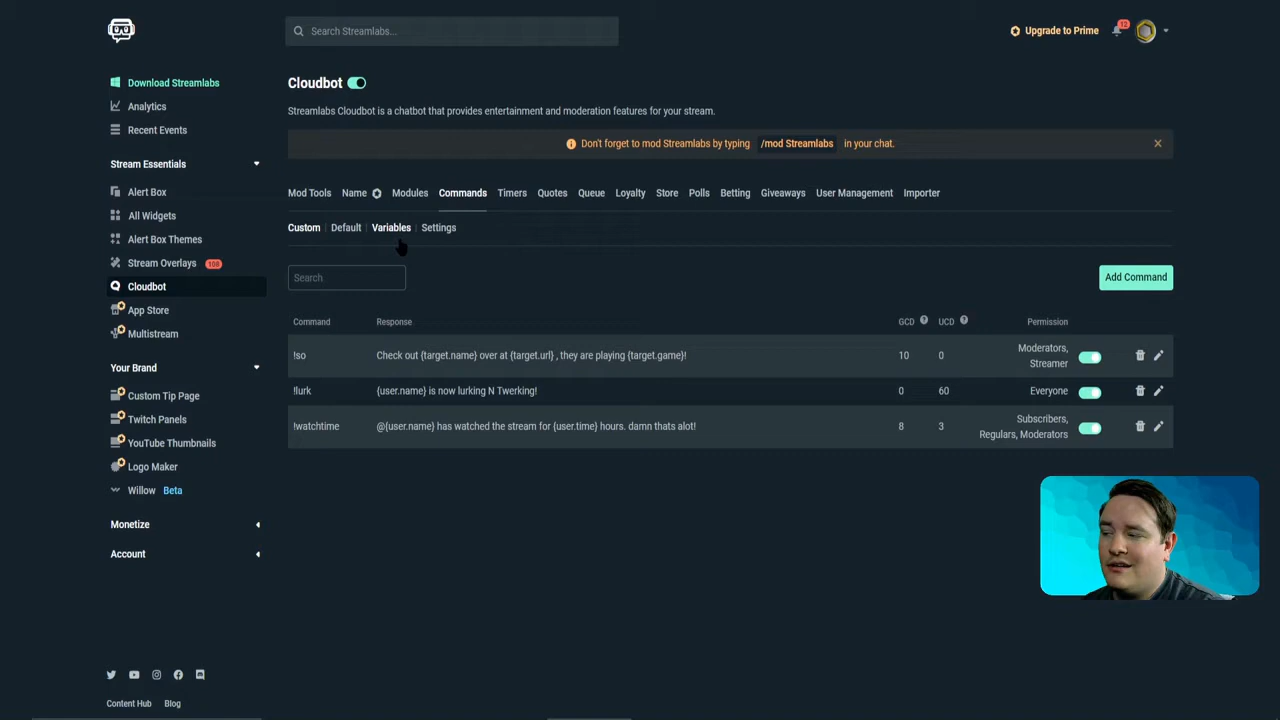 Search Streamlabs...
Upgrade to Prime
12
Download Streamlabs
Analytics
Recent Events
Stream Essentials
Alert Box
All Widgets
Alert Box Themes
Stream Overlays 108
Cloudbot
App Store
Multistream
Your Brand
Custom Tip Page
Twitch Panels
YouTube Thumbnails
Logo Maker
Willow Beta
Monetize
Account
Content Hub Blog
Cloudbot
Streamlabs Cloudbot is a chatbot that provides entertainment and moderation features for your stream.
Don't forget to mod Streamlabs by typing /mod Streamlabs in your chat.
Mod Tools Name Modules Commands Timers Quotes Queue Loyalty Store Polls Betting Giveaways User Management Importer
Custom | Default | Variables | Settings
Search
Add Command
Command Response GCD ? UCD ? Permission
!so Check out {target.name} over at {target.url} , they are playing {target.game}! 10 0 Moderators,
Streamer
!lurk {user.name} is now lurking N Twerking! 0 60 Everyone
!watchtime @{user.name} has watched the stream for {user.time} hours. damn thats alot! 8 3 Subscribers,
Regulars, Moderators